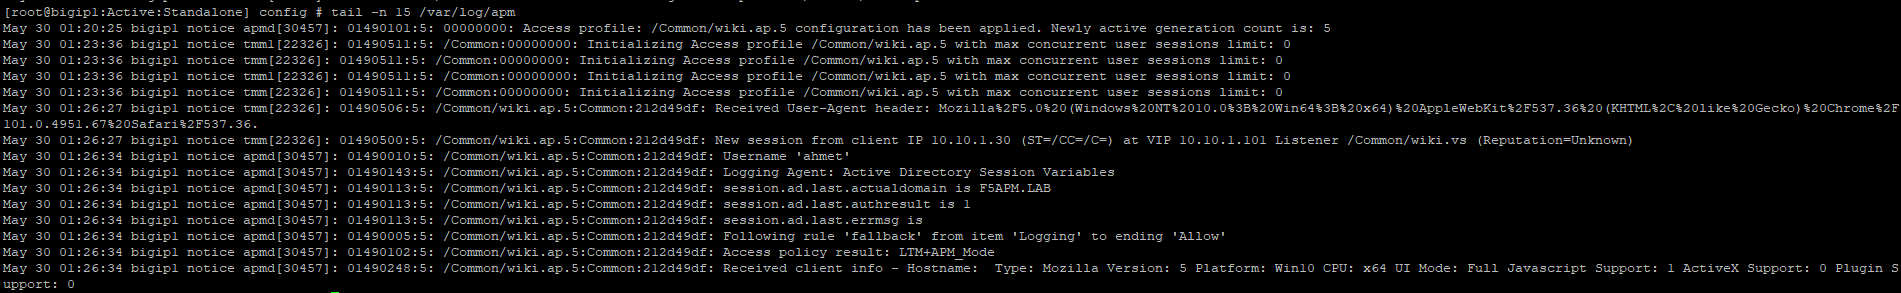 [root@bigip1:Active:Standalone] config # tail -n 15 /var/log/apm
May 30 01:20:25 bigip1 notice apmd[30457]: 01490101:5: 00000000: Access profile: /Common/wiki.ap.5 configuration has been applied. Newly active generation count is: 5
May 30 01:23:36 bigip1 notice tmm1[22326]: 01490511:5: /Common:00000000: Initializing Access profile /Common/wiki.ap.5 with max concurrent user sessions limit: 0
May 30 01:23:36 bigip1 notice tmm[22326]: 01490511:5: /Common:00000000: Initializing Access profile /Common/wiki.ap.5 with max concurrent user sessions limit: 0
May 30 01:23:36 bigip1 notice tmm1[22326]: 01490511:5: /Common:00000000: Initializing Access profile /Common/wiki.ap.5 with max concurrent user sessions limit: 0
May 30 01:23:36 bigip1 notice tmm[22326]: 01490511:5: /Common:00000000: Initializing Access profile /Common/wiki.ap.5 with max concurrent user sessions limit: 0
May 30 01:26:27 bigip1 notice tmm[22326]: 01490506:5: /Common/wiki.ap.5:Common:212d49df: Received User-Agent header: Mozilla%2F5.0%20(Windows%20NT%2010.0%3B%20Win64%3B%20x64)%20AppleWebKit%2F537.36%20(KHTML%2C%20like%20Gecko)%20Chrome%2F
101.0.4951.67%20Safari%2F537.36.
May 30 01:26:27 bigip1 notice tmm[22326]: 01490500:5: /Common/wiki.ap.5:Common:212d49df: New session from client IP 10.10.1.30 (ST=/CC=/C=) at VIP 10.10.1.101 Listener /Common/wiki.vs (Reputation=Unknown)
May 30 01:26:34 bigip1 notice apmd[30457]: 01490010:5: /Common/wiki.ap.5:Common:212d49df: Username 'ahmet'
May 30 01:26:34 bigip1 notice apmd[30457]: 01490143:5: /Common/wiki.ap.5:Common:212d49df: Logging Agent: Active Directory Session Variables
May 30 01:26:34 bigip1 notice apmd[30457]: 01490113:5: /Common/wiki.ap.5:Common:212d49df: session.ad.last.actualdomain is F5APM.LAB
May 30 01:26:34 bigip1 notice apmd[30457]: 01490113:5: /Common/wiki.ap.5:Common:212d49df: session.ad.last.authresult is 1
May 30 01:26:34 bigip1 notice apmd[30457]: 01490113:5: /Common/wiki.ap.5:Common:212d49df: session.ad.last.errmsg is
May 30 01:26:34 bigip1 notice apmd[30457]: 01490005:5: /Common/wiki.ap.5:Common:212d49df: Following rule 'fallback' from item 'Logging' to ending 'Allow'
May 30 01:26:34 bigip1 notice apmd[30457]: 01490102:5: /Common/wiki.ap.5:Common:212d49df: Access policy result: LTM+APM_Mode
May 30 01:26:34 bigip1 notice apmd[30457]: 01490248:5: /Common/wiki.ap.5:Common:212d49df: Received client info - Hostname:  Type: Mozilla Version: 5 Platform: Win10 CPU: x64 UI Mode: Full Javascript Support: 1 ActiveX Support: 0 Plugin S
upport: 0